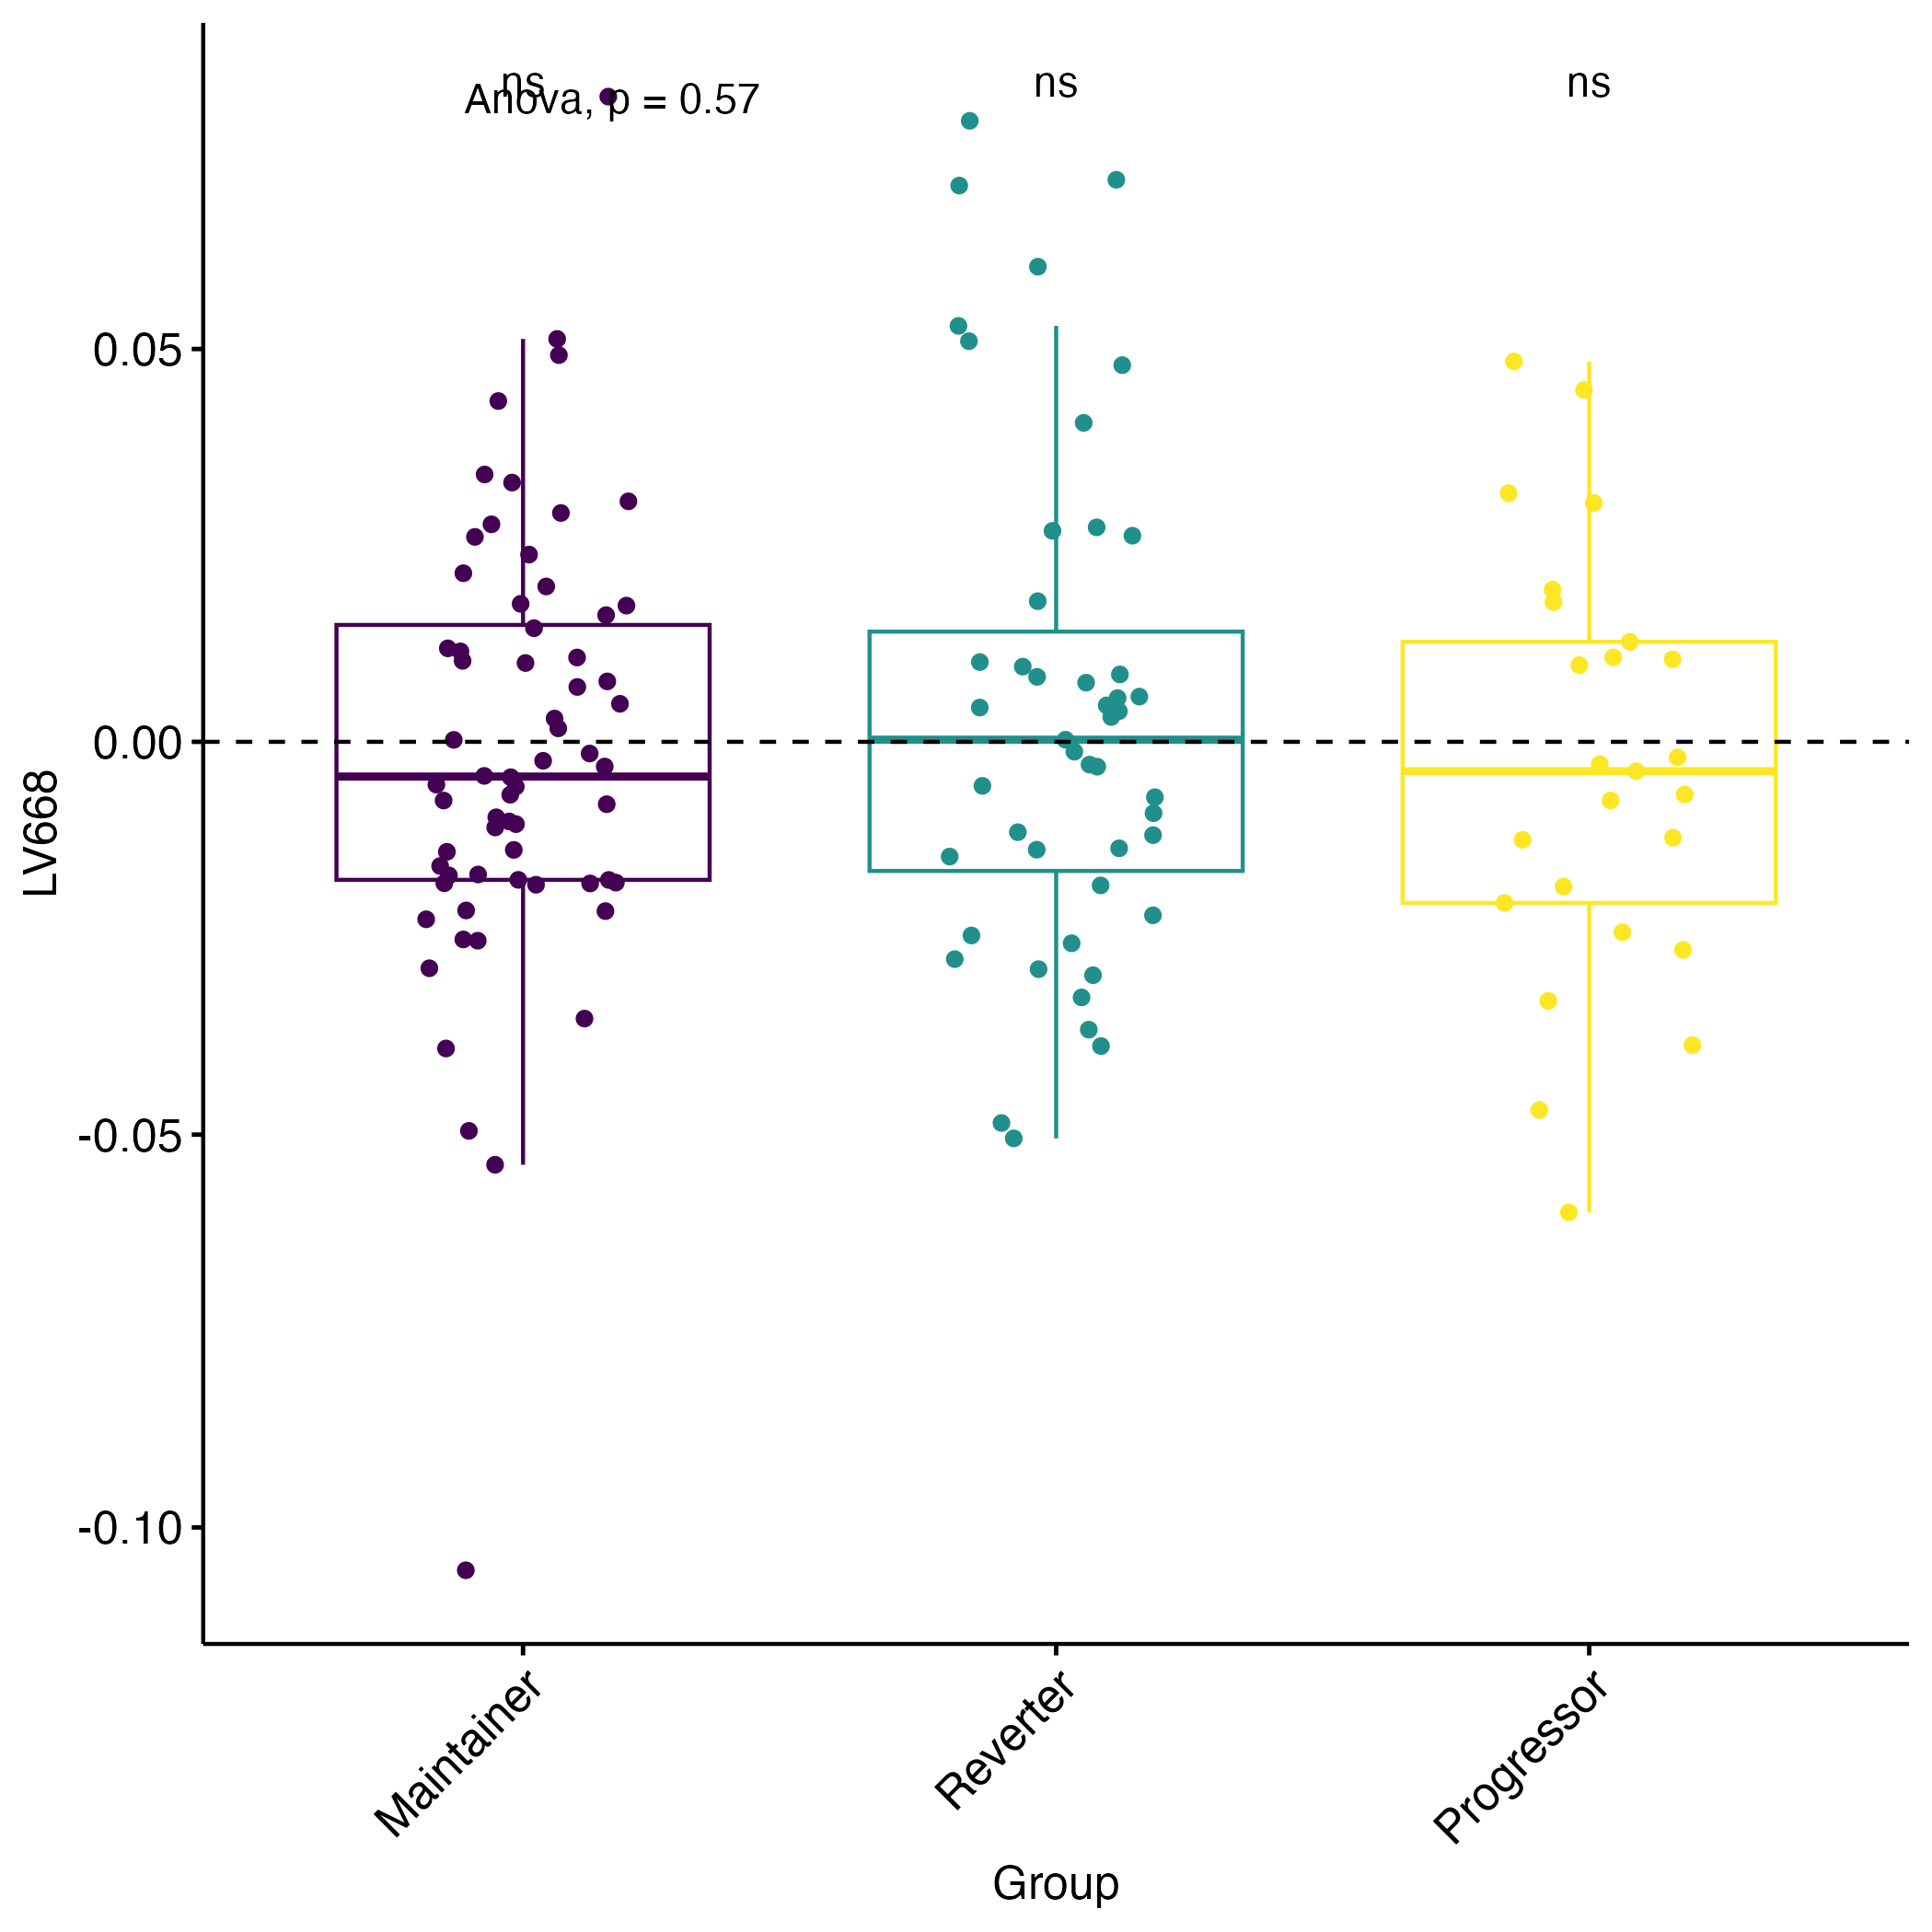 ns
ns
ns
Anova, p = 0.57
0.05
0.00
-0.05
-0.10
LV668
Maintainer
Reverter
Progressor
Group